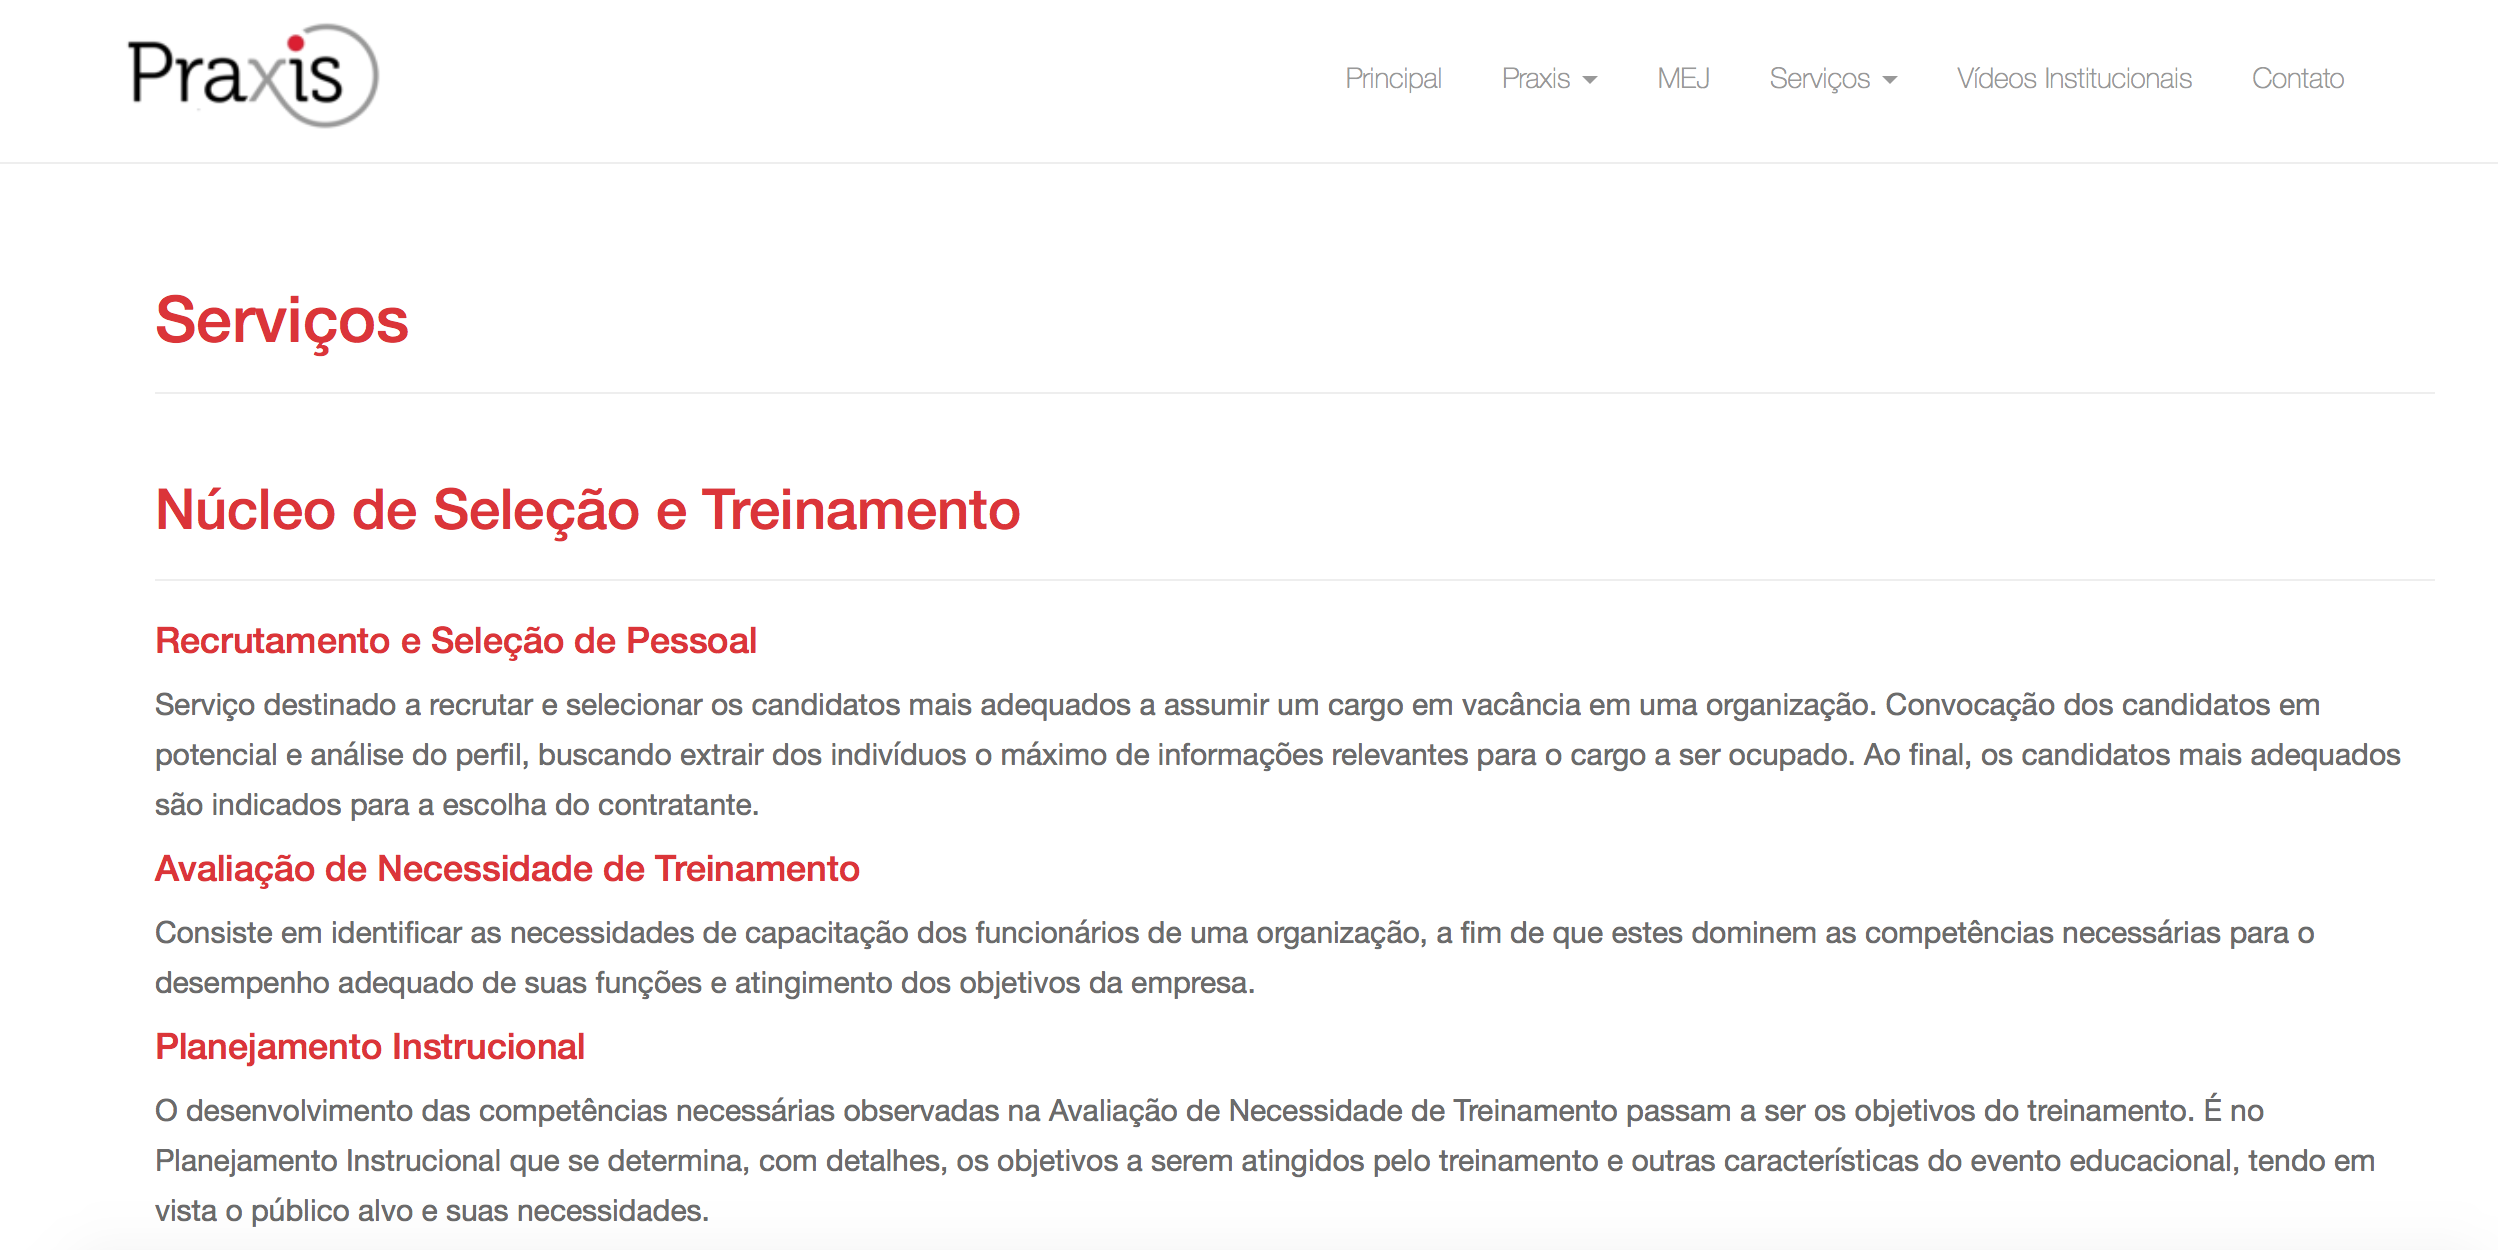 Praxis
Principal
Praxis
MEJ
Serviços
Vídeos Institucionais
Contato
Serviços
Núcleo de Seleção e Treinamento
Recrutamento e Seleção de Pessoal
Serviço destinado a recrutar e selecionar os candidatos mais adequados a assumir um cargo em vacância em uma organização. Convocação dos candidatos em
potencial e análise do perfil, buscando extrair dos indivíduos o máximo de informações relevantes para o cargo a ser ocupado. Ao final, os candidatos mais adequados
são indicados para a escolha do contratante.
Avaliação de Necessidade de Treinamento
Consiste em identificar as necessidades de capacitação dos funcionários de uma organização, a fim de que estes dominem as competências necessárias para o
desempenho adequado de suas funções e atingimento dos objetivos da empresa.
Planejamento Instrucional
O desenvolvimento das competências necessárias observadas na Avaliação de Necessidade de Treinamento passam a ser os objetivos do treinamento. É no
Planejamento Instrucional que se determina, com detalhes, os objetivos a serem atingidos pelo treinamento e outras características do evento educacional, tendo em
vista o público alvo e suas necessidades.